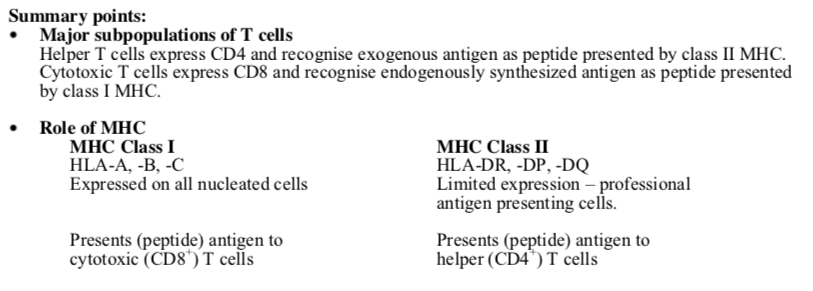 Summary points:
• Major subpopulations of T cells
Helper T cells express CD4 and recognise exogenous antigen as peptide presented by class II MHC.
Cytotoxic T cells express CD8 and recognise endogenously synthesized antigen as peptide presented
by class I MHC.
• Role of MHC
MHC Class I
HLA-A, -B, -C
Expressed on all nucleated cells
Presents (peptide) antigen to
cytotoxic (CD8⁺) T cells
MHC Class II
HLA-DR, -DP, -DQ
Limited expression – professional
antigen presenting cells.
Presents (peptide) antigen to
helper (CD4⁺) T cells